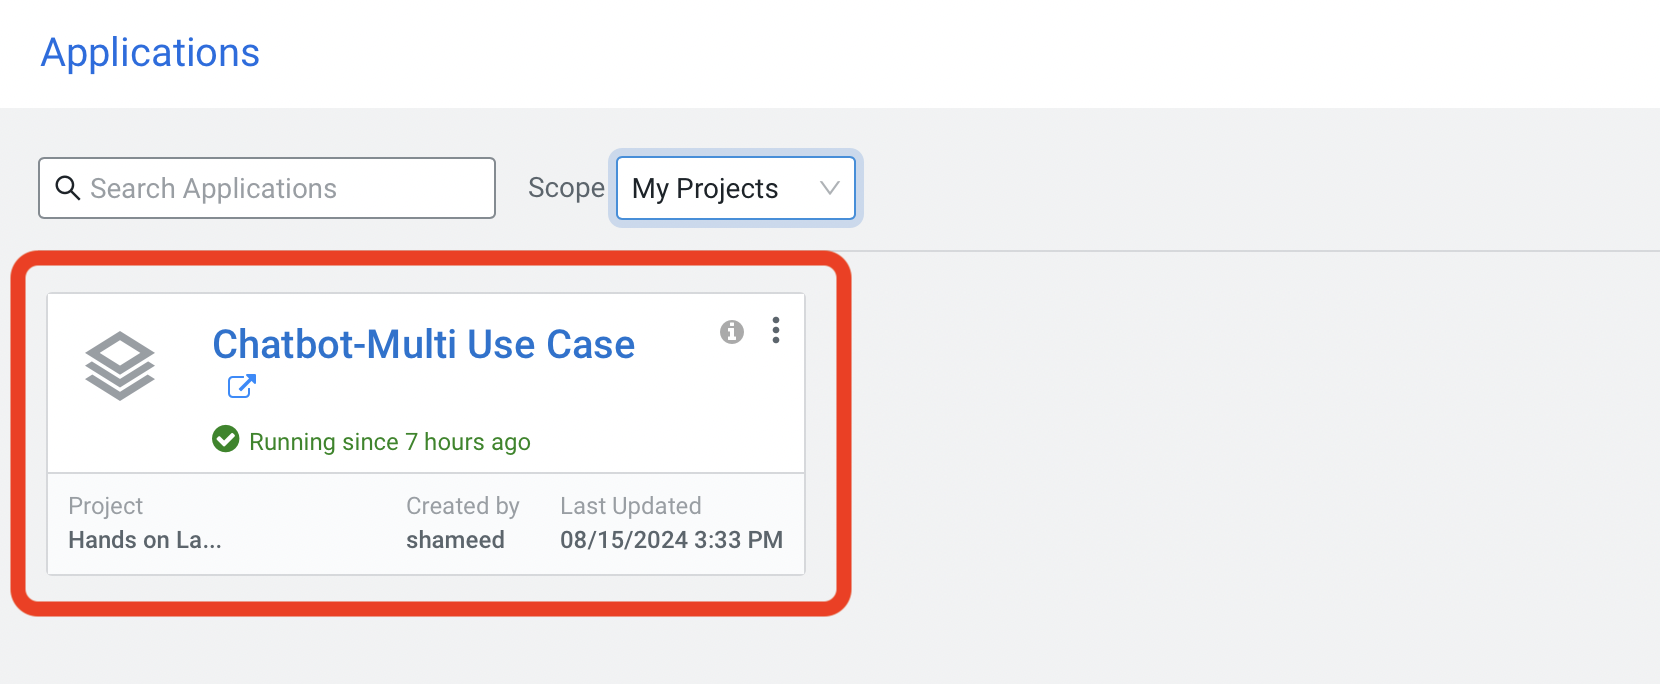 Applications
Search Applications
Scope My Projects
Chatbot-Multi Use Case
Running since 7 hours ago
Project Created by Last Updated
Hands on La... shameed 08/15/2024 3:33 PM